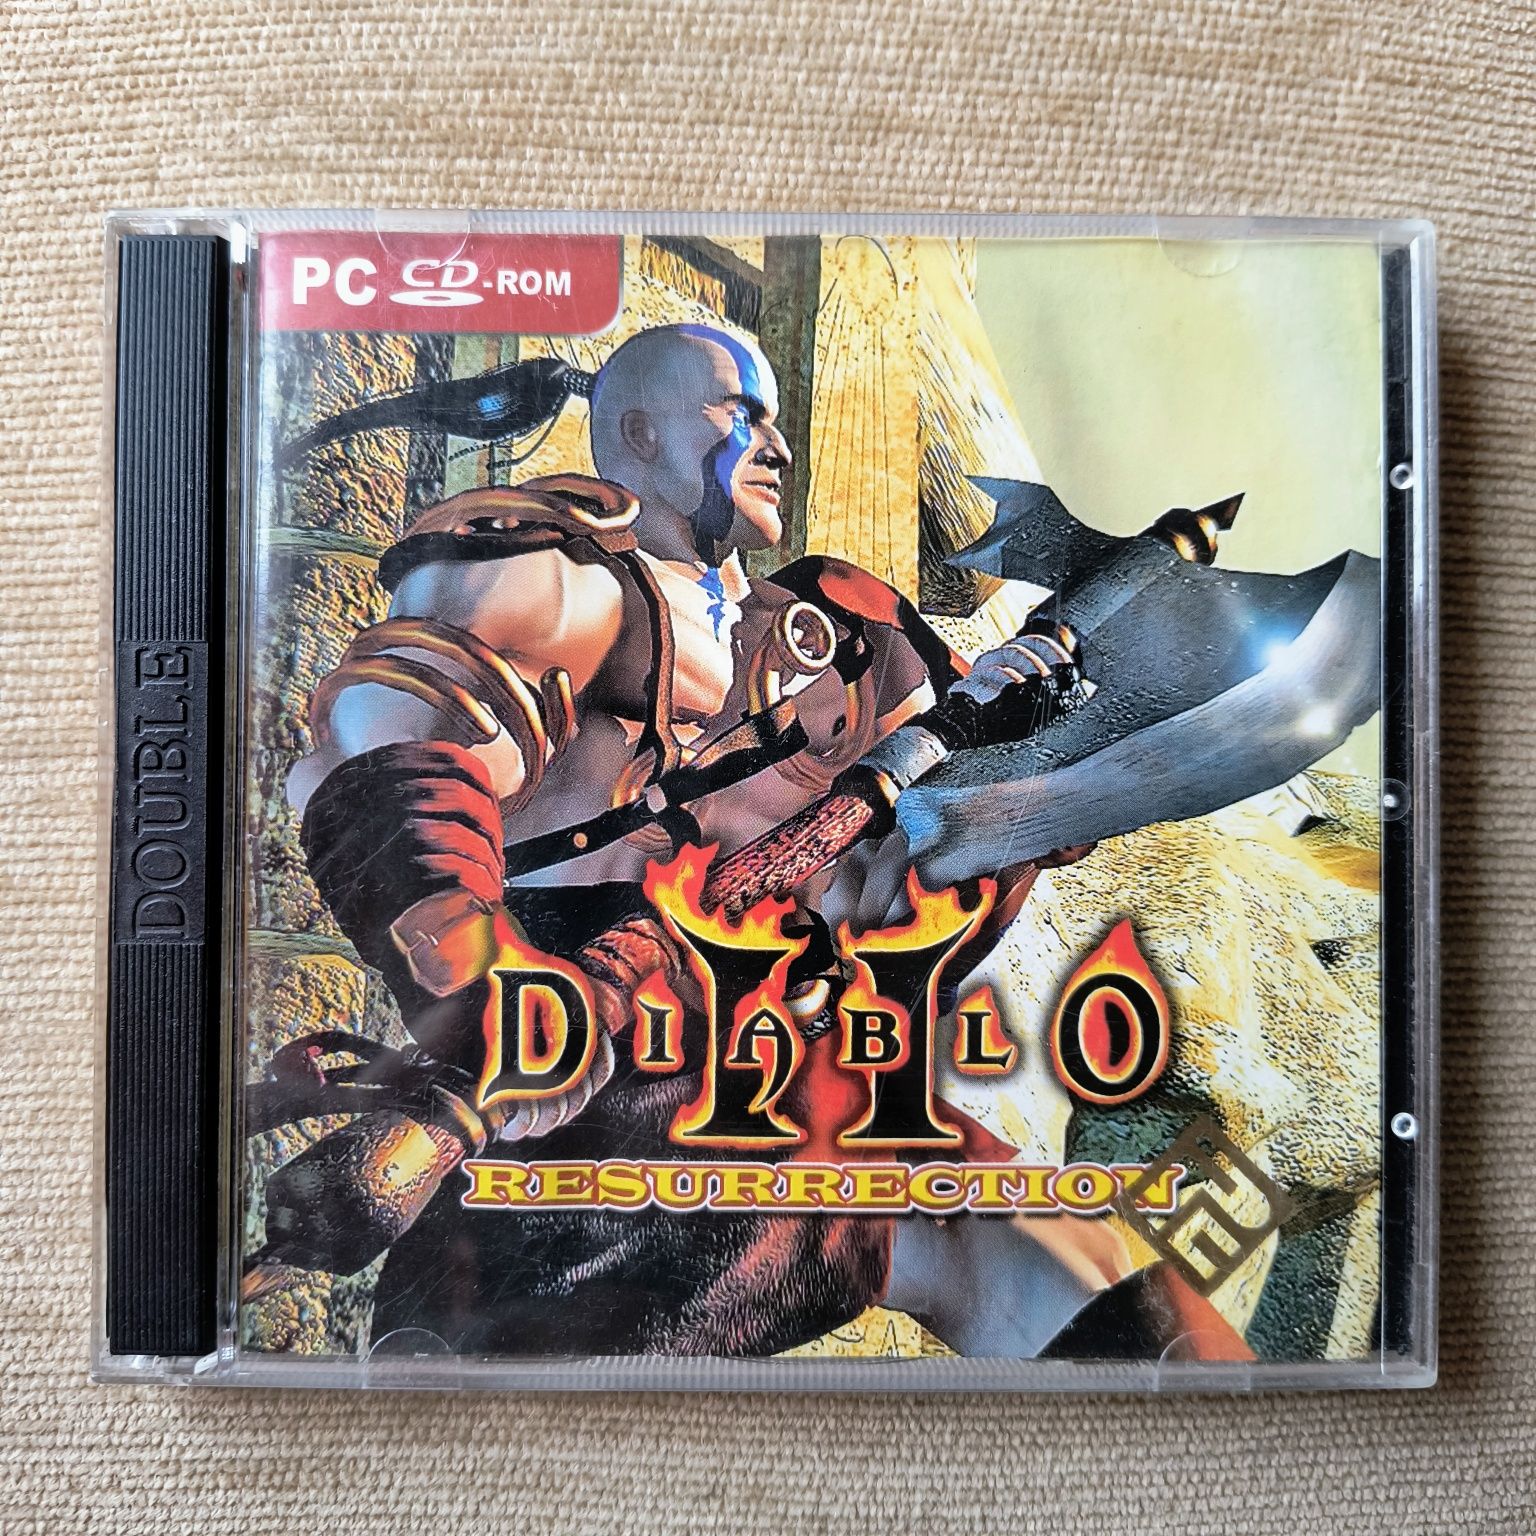 PC CD-ROM
DOUBLE
DIABLO II
RESURRECTION